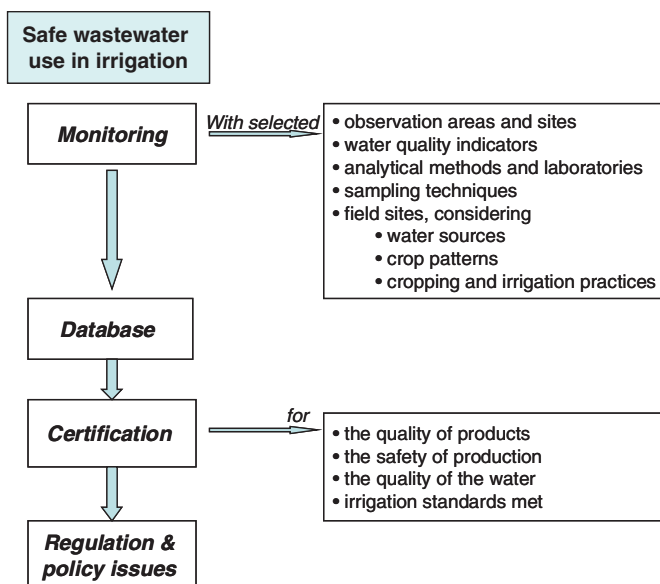 Safe wastewater
use in irrigation
Monitoring
With selected
• observation areas and sites
• water quality indicators
• analytical methods and laboratories
• sampling techniques
• field sites, considering
• water sources
• crop patterns
• cropping and irrigation practices
Database
Certification
for
• the quality of products
• the safety of production
• the quality of the water
• irrigation standards met
Regulation &
policy issues